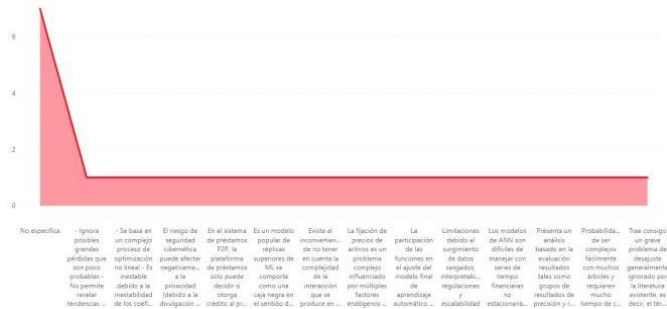 6
4
2
0
No especifica
- Ignora
posibles
grandes
pérdidas que
son poco
probables -
No permite
revelar
tendencias ...
- Se basa en
un complejo
proceso de
optimización
no lineal - Es
inestable
debido a la
inestabilidad
de los coefi...
El riesgo de
seguridad
cibernética
puede afectar
negativame...
a la
privacidad
(debido a la
divulgación ...
En el sistema
de préstamos
P2P, la
plataforma
de préstamos
solo puede
decidir si
otorga
crédito al pr...
Es un modelo
popular de
réplicas
superiores de
ML se
comporta
como una
caja negra en
el sentido d...
Existe el
inconvenien...
de no tener
en cuenta la
complejidad
de la
interacción
que se
produce en ...
La fijación de
precios de
activos es un
problema
complejo
influenciado
por múltiples
factores
endógenos ...
La
participación
de las
funciones en
el ajuste del
modelo final
de
aprendizaje
automático ...
Limitaciones
debido al
surgimiento
de datos
sesgados,
interpretabi...
regulaciones
y
escalabilidad
Los modelos
de ANN son
difíciles de
manejar con
series de
tiempo
financieras
no
estacionaria...
Presenta un
análisis
basado en la
evaluación
resultados
tales como
grupos de
resultados de
precisión y r...
Probabilida...
de ser
complejos
fácilmente
con muchos
árboles y
requieren
mucho
tiempo de c...
Trae consigo
un grave
problema de
desajuste
generalmente
ignorado por
la literatura
existente, es
decir, el tér...